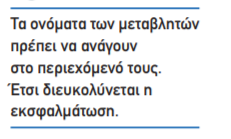 Τα ονόματα των μεταβλητών
πρέπει να ανάγουν
στο περιεχόμενό τους.
Έτσι διευκολύνεται η
εκσφαλμάτωση.